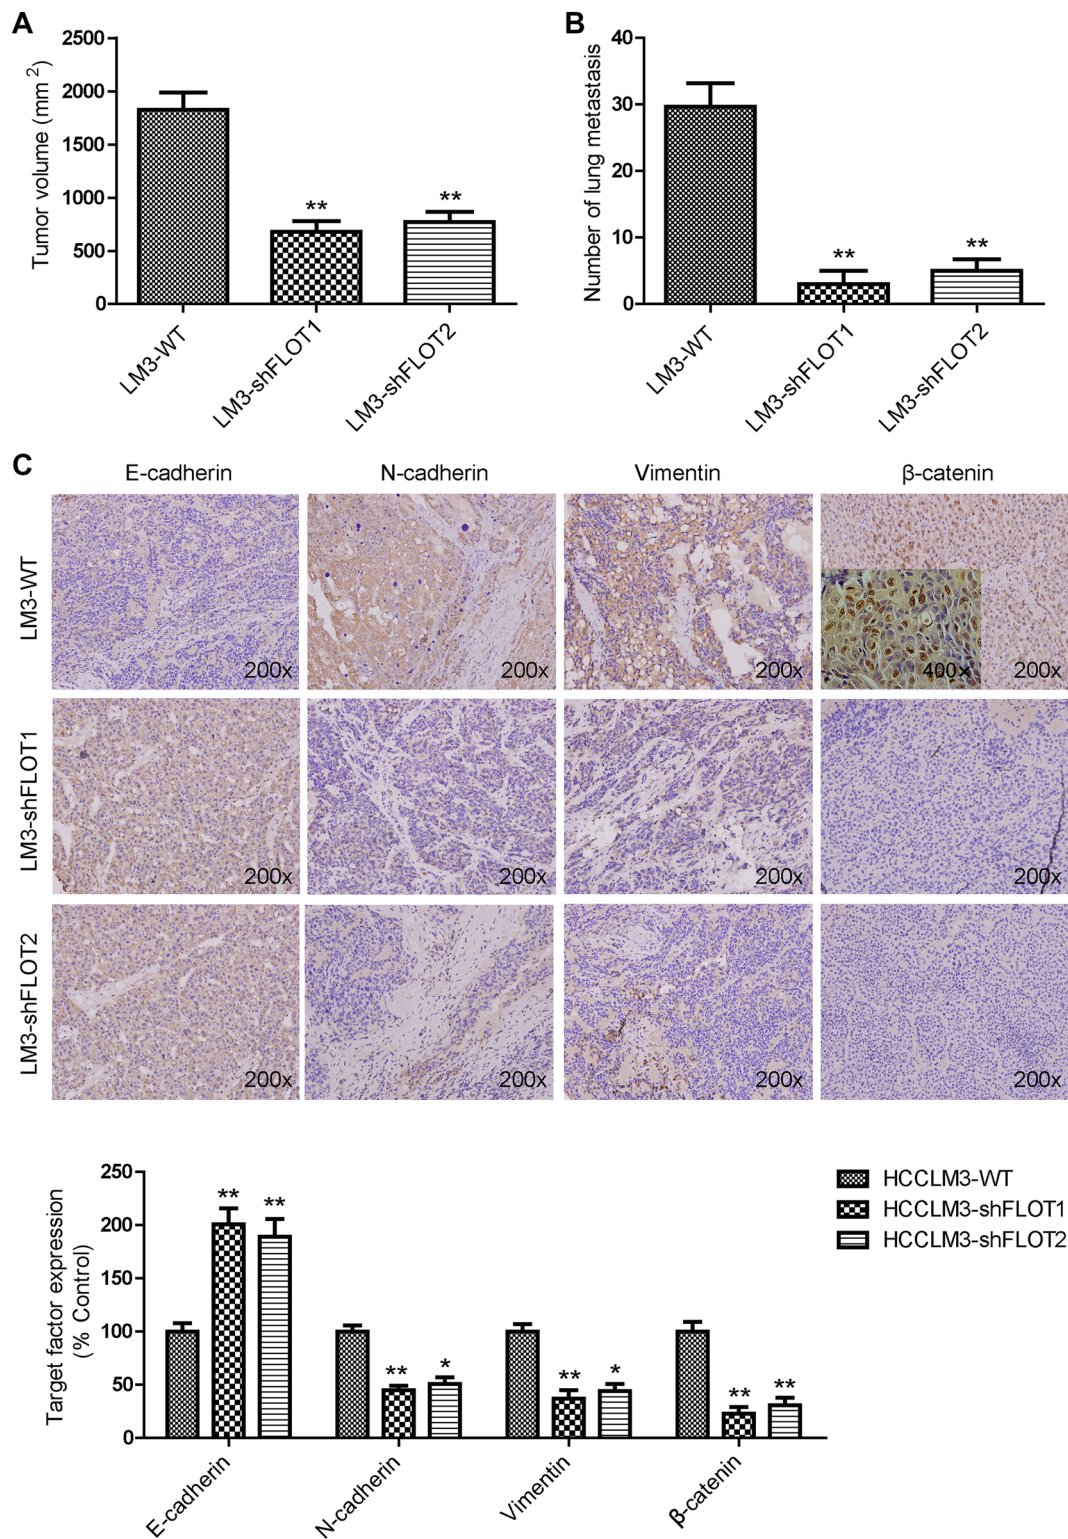 A
Tumor volume (mm 2)
2500
2000
1500
1000
500
0
**
**
LM3-WT
LM3-shFLOT1
LM3-shFLOT2
B
Number of lung metastasis
40
30
20
10
0
**
**
LM3-WT
LM3-shFLOT1
LM3-shFLOT2
C
E-cadherin
N-cadherin
Vimentin
β-catenin
LM3-WT
200x
200x
200x
400×
200x
LM3-shFLOT1
200x
200x
200x
200x
LM3-shFLOT2
200x
200x
200x
200x
Target factor expression
(% Control)
250
200
150
100
50
0
**
**
**
*
**
*
**
**
E-cadherin
N-cadherin
Vimentin
β-catenin
HCCLM3-WT
HCCLM3-shFLOT1
HCCLM3-shFLOT2